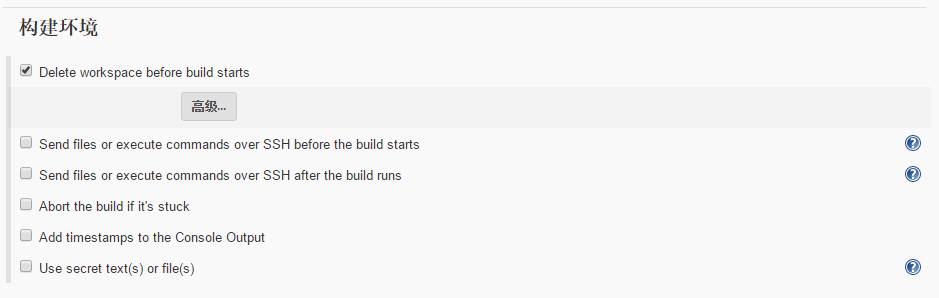 构建环境
Delete workspace before build starts
高级...
Send files or execute commands over SSH before the build starts
Send files or execute commands over SSH after the build runs
Abort the build if it's stuck
Add timestamps to the Console Output
Use secret text(s) or file(s)